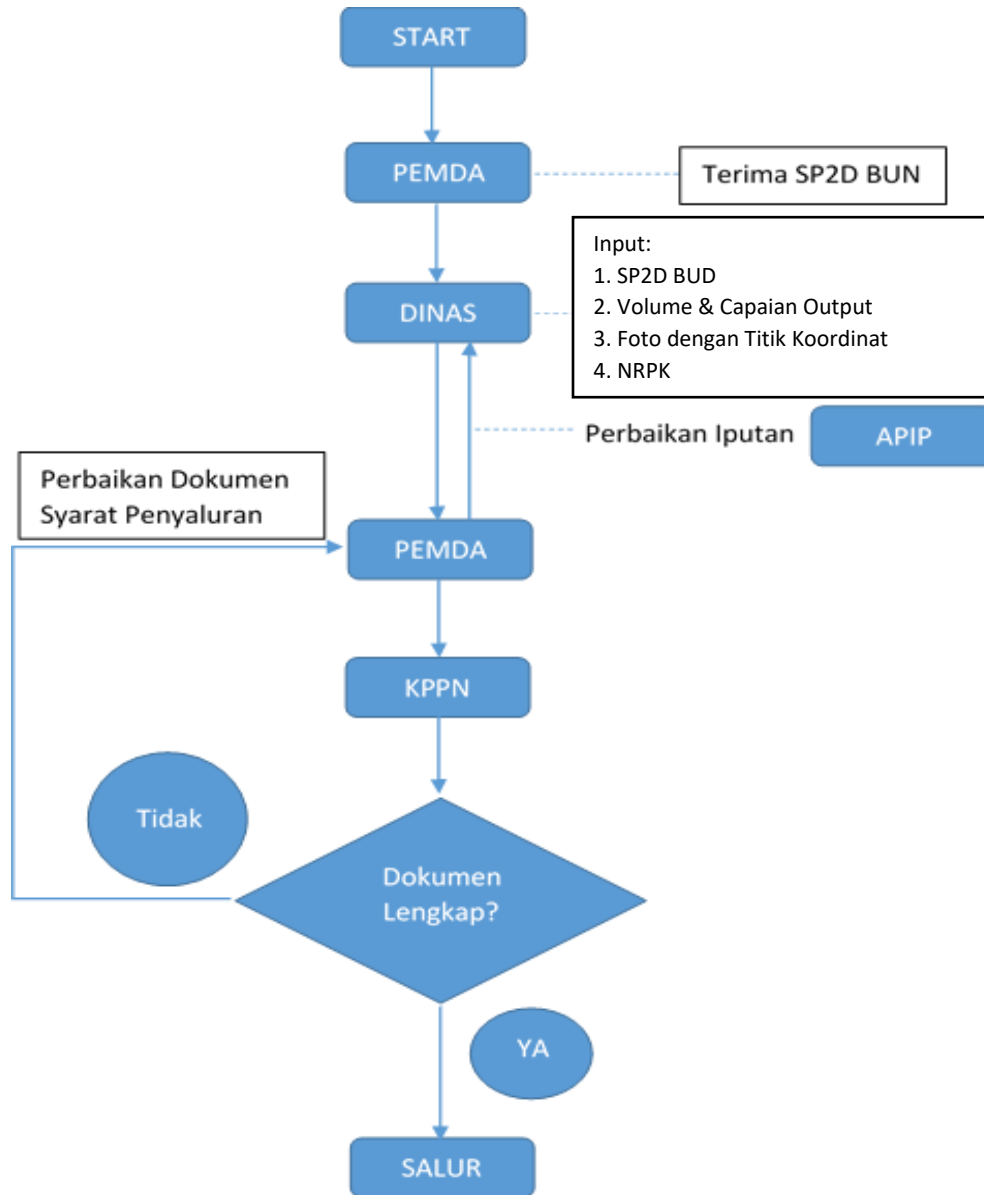 START
PEMDA
Terima SP2D BUN
Input:
1. SP2D BUD
2. Volume & Capaian Output
3. Foto dengan Titik Koordinat
4. NRPK
DINAS
Perbaikan Iputan
APIP
Perbaikan Dokumen
Syarat Penyaluran
PEMDA
KPPN
Tidak
Dokumen
Lengkap?
YA
SALUR